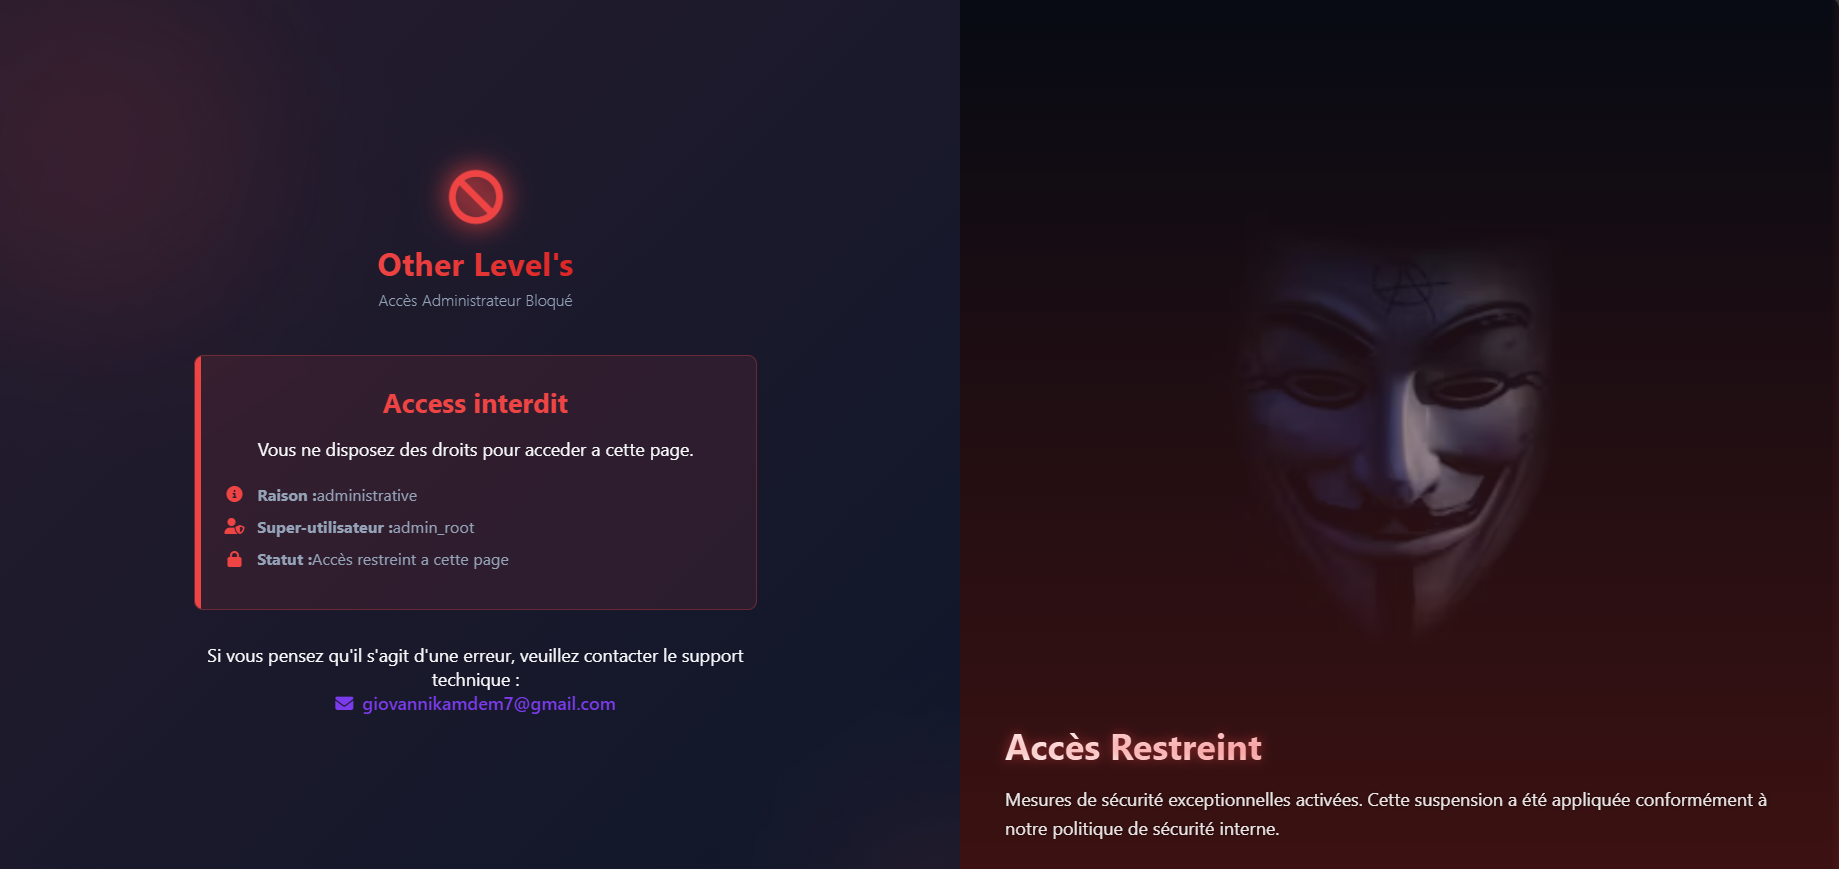 Other Level's
Accès Administrateur Bloqué
Access interdit
Vous ne disposez des droits pour acceder a cette page.
Raison :administrative
Super-utilisateur :admin_root
Statut :Accès restreint a cette page
Si vous pensez qu'il s'agit d'une erreur, veuillez contacter le support
technique :
giovannikamdem7@gmail.com
Accès Restreint
Mesures de sécurité exceptionnelles activées. Cette suspension a été appliquée conformément à
notre politique de sécurité interne.